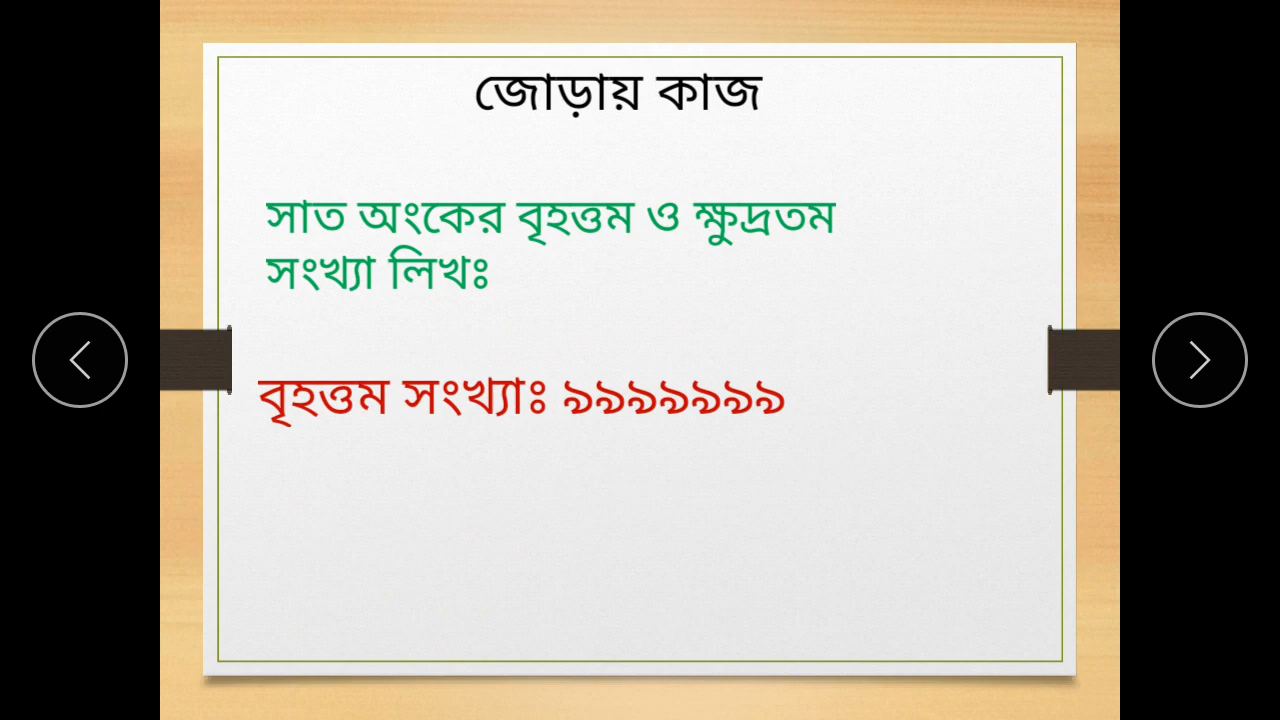 জোড়ায় কাজ
সাত অংকের বৃহত্তম ও ক্ষুদ্রতম
সংখ্যা লিখঃ
বৃহত্তম সংখ্যাঃ ৯৯৯৯৯৯৯